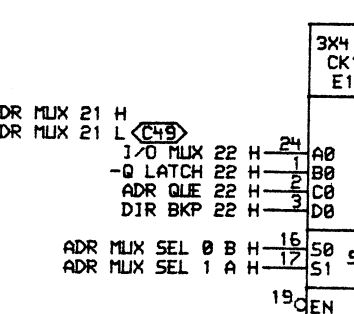 3X4
CK
E1
DR MUX 21 H
DR MUX 21 L C49
I/O MUX 22 H 24 A0
-Q LATCH 22 H 1 B0
ADR QUE 22 H 2 C0
DIR BKP 22 H 3 D0
ADR MUX SEL 0 B H 16 S0
ADR MUX SEL 1 A H 17 S1
19 EN